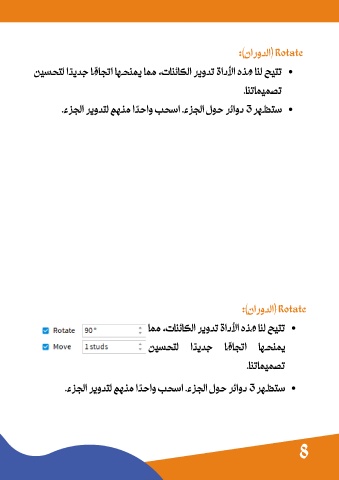 Rotate (الدوران):
• تتيح لنا هذه الأداة تدوير الكائنات، مما يمنحها اتجاهًا جديدًا لتحسين
تصميماتنا.
• ستظهر 3 دوائر حول الجزء. اسحب واحدًا منهم لتدوير الجزء.
Rotate (الدوران):
• تتيح لنا هذه الأداة تدوير الكائنات، مما
يمنحها اتجاهًا جديدًا لتحسين
تصميماتنا.
Rotate 90 °
Move 1 studs
• ستظهر 3 دوائر حول الجزء. اسحب واحدًا منهم لتدوير الجزء.
8